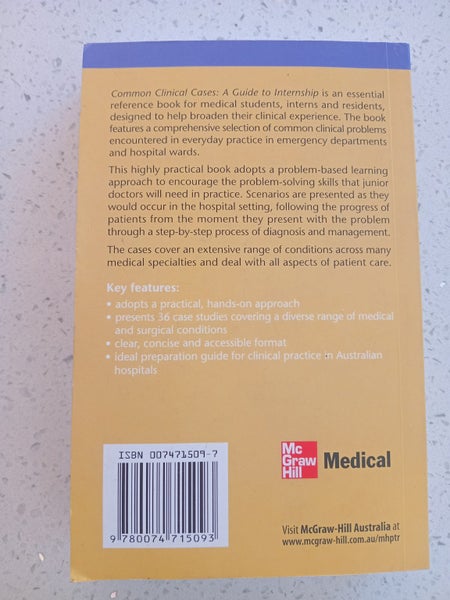 Common Clinical Cases: A Guide to Internship is an essential
reference book for medical students, interns and residents,
designed to help broaden their clinical experience. The book
features a comprehensive selection of common clinical problems
encountered in everyday practice in emergency departments
and hospital wards.
This highly practical book adopts a problem-based learning
approach to encourage the problem-solving skills that junior
doctors will need in practice. Scenarios are presented as they
would occur in the hospital setting, following the progress of
patients from the moment they present with the problem
through a step-by-step process of diagnosis and management.
The cases cover an extensive range of conditions across many
medical specialties and deal with all aspects of patient care.
Key features:
• adopts a practical, hands-on approach
• presents 36 case studies covering a diverse range of medical
and surgical conditions
• clear, concise and accessible format
• ideal preparation guide for clinical practice in Australian
hospitals
ISBN 007471509-7
9 780074 715093
Mc
Graw
Hill
Medical
Visit McGraw-Hill Australia at
www.mcgraw-hill.com.au/mhptr